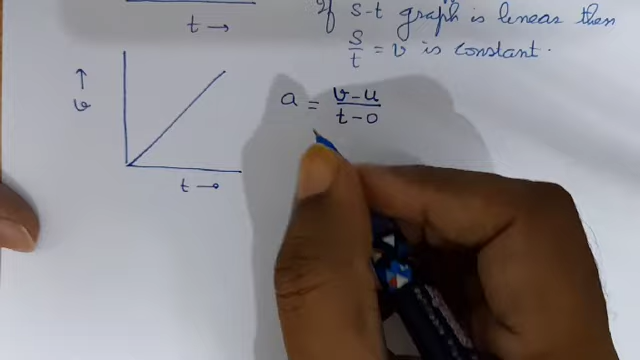 t →
If s-t graph is linear then
s/t = v is constant.
↑
v
a = v-u/t-0
t →